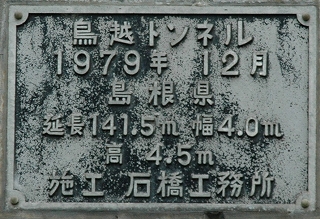 鳥越トンネル
1979年 12月
島根県
延長141.5m 幅4.0m
高 4.5m
施工 石橋工務所